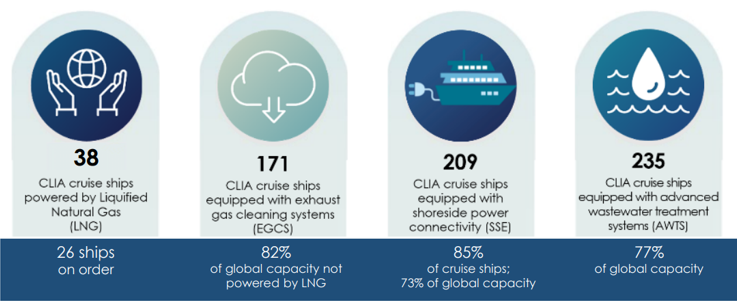 38
CLIA cruise ships
powered by Liquified
Natural Gas
(LNG)
26 ships
on order
171
CLIA cruise ships
equipped with exhaust
gas cleaning systems
(EGCS)
82%
of global capacity not
powered by LNG
209
CLIA cruise ships
equipped with
shoreside power
connectivity (SSE)
85%
of cruise ships;
73% of global capacity
235
CLIA cruise ships
equipped with advanced
wastewater treatment
systems (AWTS)
77%
of global capacity